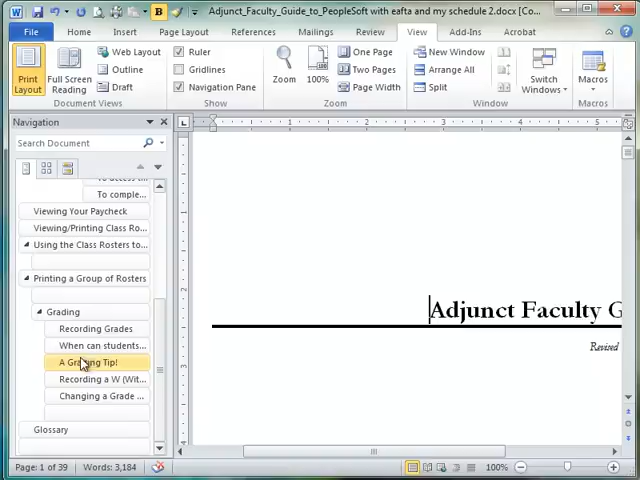 Adjunct_Faculty_Guide_to_PeopleSoft with eafta and my schedule 2.docx [Co...
File Home Insert Page Layout References Mailings Review View Add-Ins Acrobat
Print Layout
Full Screen Reading
Web Layout
Outline
Draft
Document Views
Ruler
Gridlines
Navigation Pane
Show
Zoom
100%
One Page
Two Pages
Page Width
Zoom
New Window
Arrange All
Split
Switch Windows
Window
Macros
Macros
Navigation
Search Document
To comple...
Viewing Your Paycheck
Viewing/Printing Class Ro...
Using the Class Rosters to...
Printing a Group of Rosters
Grading
Recording Grades
When can students...
A Grading Tip!
Recording a W (Wit...
Changing a Grade ...
Glossary
1 2 3 4 5
Adjunct Faculty G
Revised
Page: 1 of 39 Words: 3,184 100%